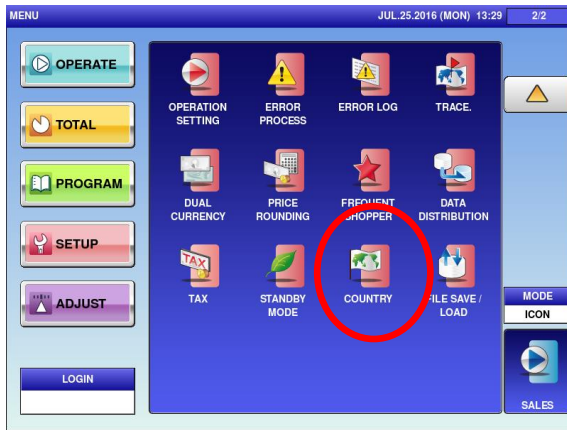 MENU
JUL.25.2016 (MON) 13:29
2/2
OPERATE
TOTAL
PROGRAM
SETUP
ADJUST
LOGIN
OPERATION
SETTING
ERROR
PROCESS
ERROR LOG
TRACE.
DUAL
CURRENCY
PRICE
ROUNDING
FREQUENT
SHOPPER
DATA
DISTRIBUTION
TAX
TAX
STANDBY
MODE
COUNTRY
FILE SAVE /
LOAD
MODE
ICON
SALES